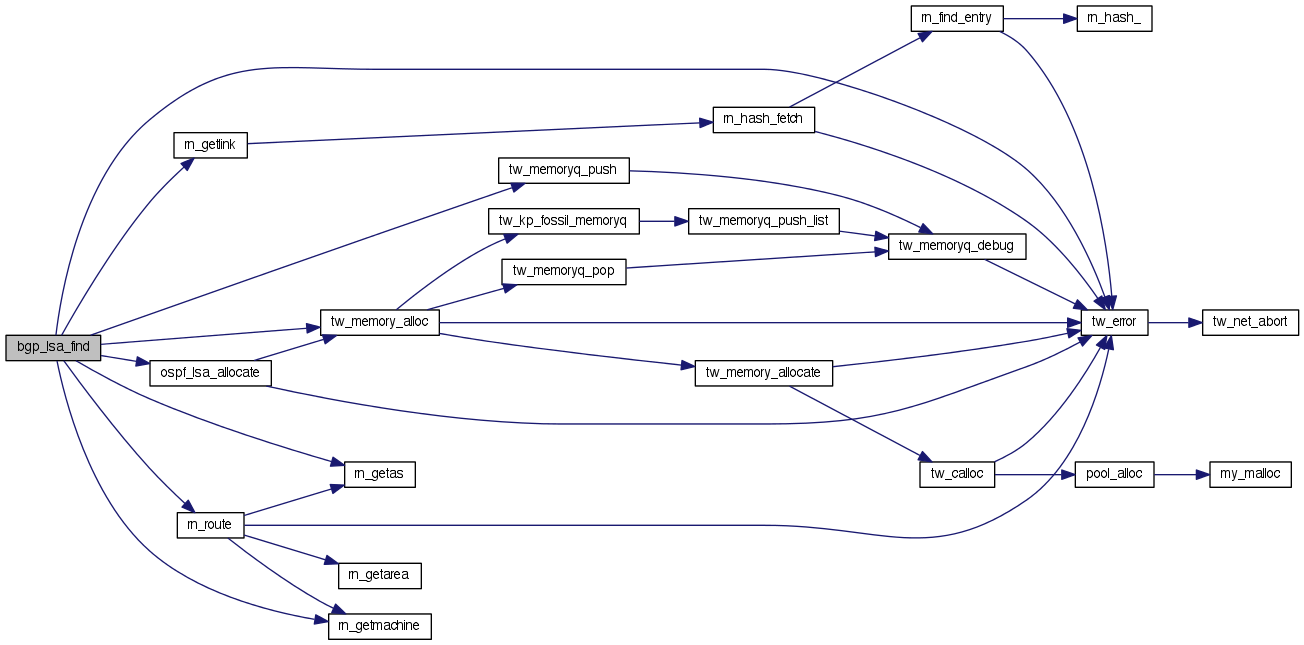 rn_find_entry
rn_hash_
rn_hash_fetch
rn_getlink
tw_memoryq_push
tw_kp_fossil_memoryq
tw_memoryq_push_list
tw_memoryq_debug
tw_memoryq_pop
tw_memory_alloc
tw_error
tw_net_abort
bgp_lsa_find
ospf_lsa_allocate
tw_memory_allocate
rn_getas
tw_calloc
pool_alloc
my_malloc
rn_route
rn_getarea
rn_getmachine